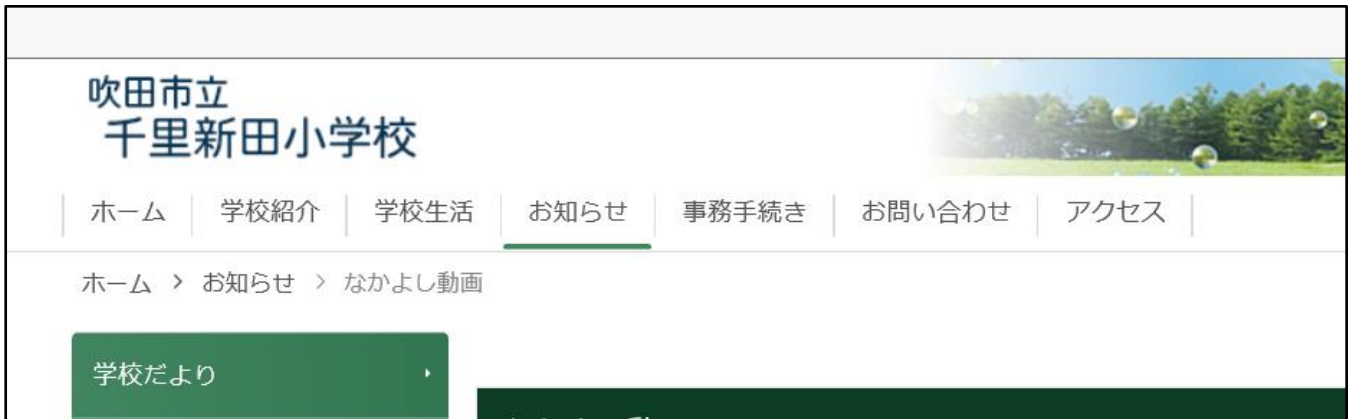 吹田市立
千里新田小学校
ホーム 学校紹介 学校生活 お知らせ 事務手続き お問い合わせ アクセス
ホーム > お知らせ > なかよし動画
学校だより